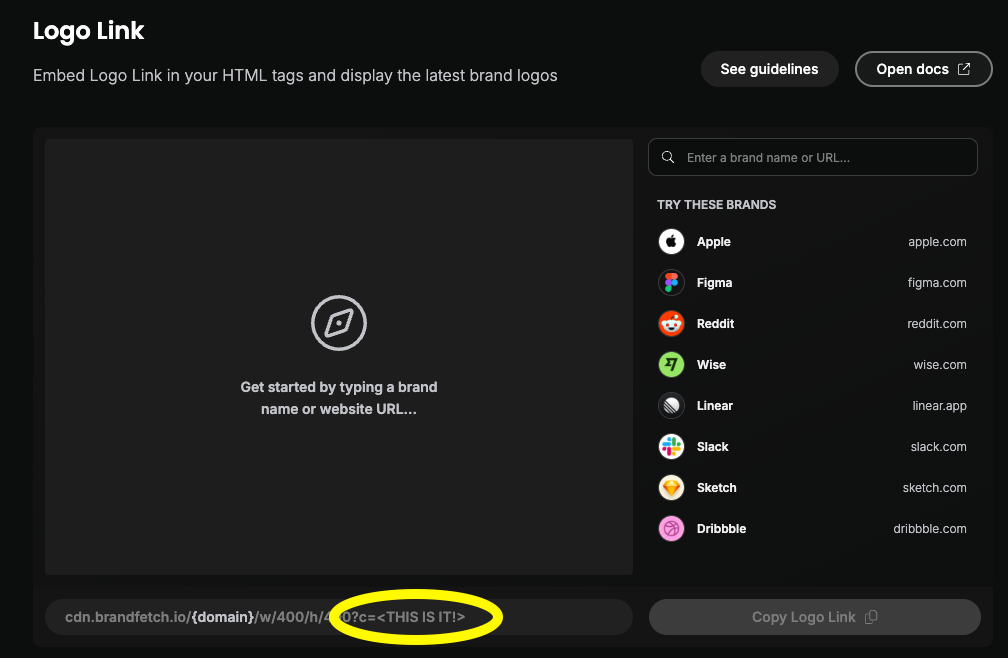 Logo Link
Embed Logo Link in your HTML tags and display the latest brand logos
See guidelines
Open docs
Enter a brand name or URL...
TRY THESE BRANDS
Apple apple.com
Figma figma.com
Reddit reddit.com
Wise wise.com
Linear linear.app
Slack slack.com
Sketch sketch.com
Dribbble dribbble.com
Get started by typing a brand
name or website URL...
cdn.brandfetch.io/{domain}/w/400/h/400?c=<THIS IS IT!>
Copy Logo Link